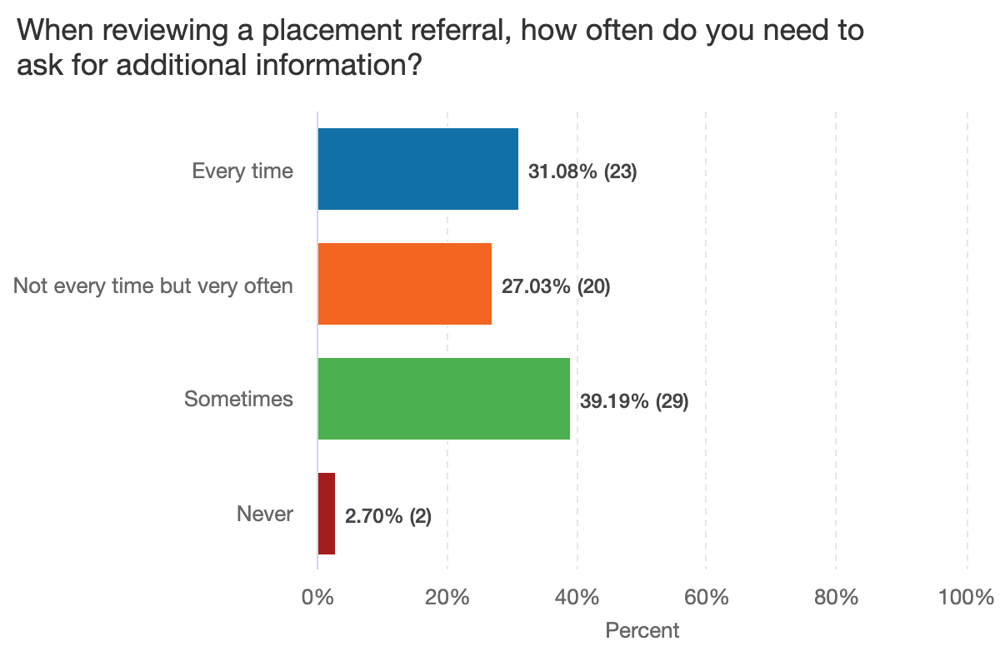 When reviewing a placement referral, how often do you need to
ask for additional information?
Every time
31.08% (23)
Not every time but very often
27.03% (20)
Sometimes
39.19% (29)
Never
2.70% (2)
0%
20%
40%
60%
80%
100%
Percent